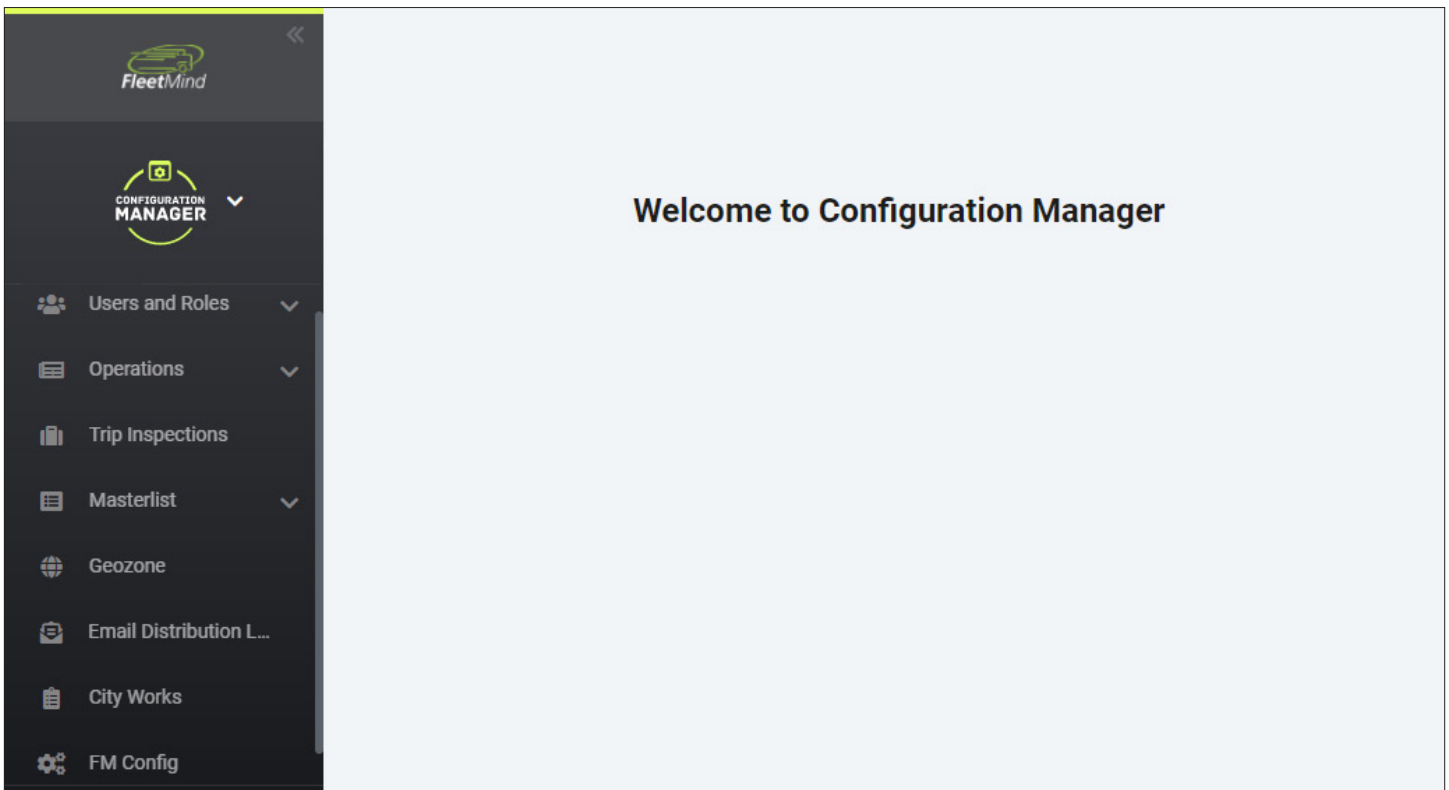 FleetMind
CONFIGURATION
MANAGER
Welcome to Configuration Manager
Users and Roles
Operations
Trip Inspections
Masterlist
Geozone
Email Distribution L...
City Works
FM Config